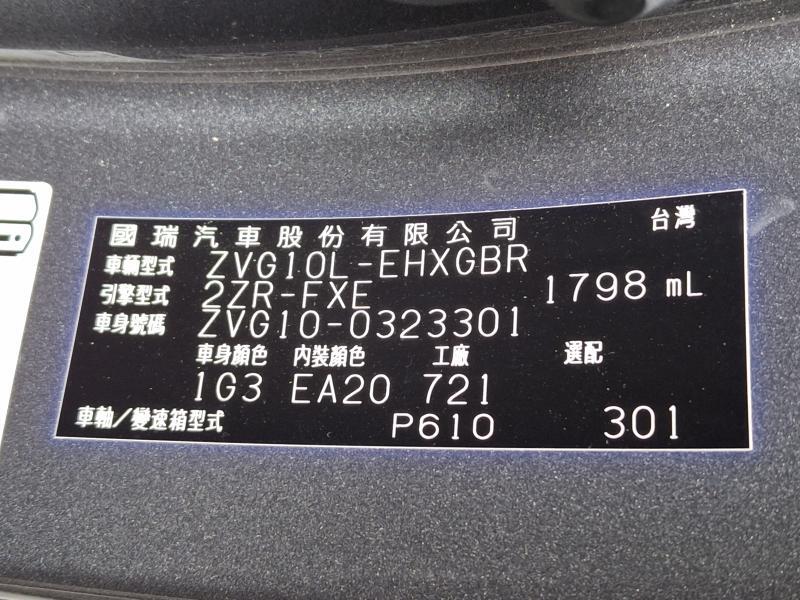 國瑞汽車股份有限公司 台灣
車輛型式 ZVG10L-EHXGBR
引擎型式 2ZR-FXE 1798 mL
車身號碼 ZVG10-0323301
車身顏色 內裝顏色 工廠 選配
1G3 EA20 721
車軸/變速箱型式 P610 301